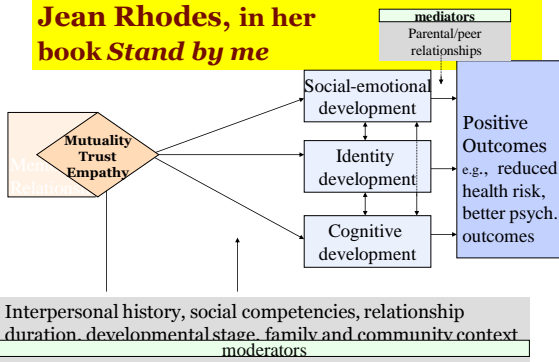 Jean Rhodes, in her
book Stand by me
mediators
Parental/peer
relationships
Social-emotional
development
Mutuality
Trust
Empathy
Identity
development
Cognitive
development
Positive
Outcomes
e.g., reduced
health risk,
better psych.
outcomes
Interpersonal history, social competencies, relationship
duration, developmental stage, family and community context
moderators